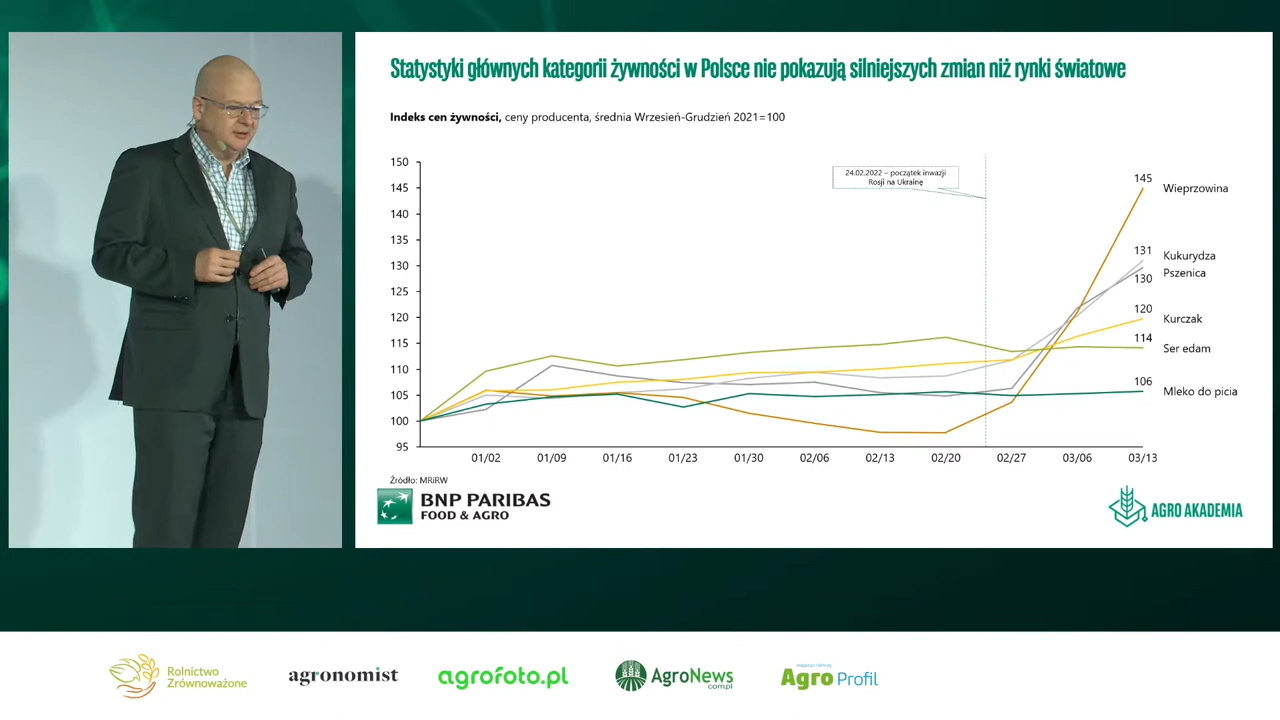 Statystyki głównych kategorii żywności w Polsce nie pokazują silniejszych zmian niż rynki światowe
Indeks cen żywności, ceny producenta, średnia Wrzesień-Grudzień 2021=100
150
145
140
135
130
125
120
115
110
105
100
95
24.02.2022 – początek inwazji
Rosji na Ukrainę
145
Wieprzowina
131
Kukurydza
Pszenica
130
120
Kurczak
114
Ser edam
106
Mleko do picia
01/02 01/09 01/16 01/23 01/30 02/06 02/13 02/20 02/27 03/06 03/13
Źródło: MRiRW
BNP PARIBAS
FOOD & AGRO
AGRO AKADEMIA
Rolnictwo
Zrównoważone
agronomist
agrofoto.pl
AgroNews
com.pl
Agro Profil